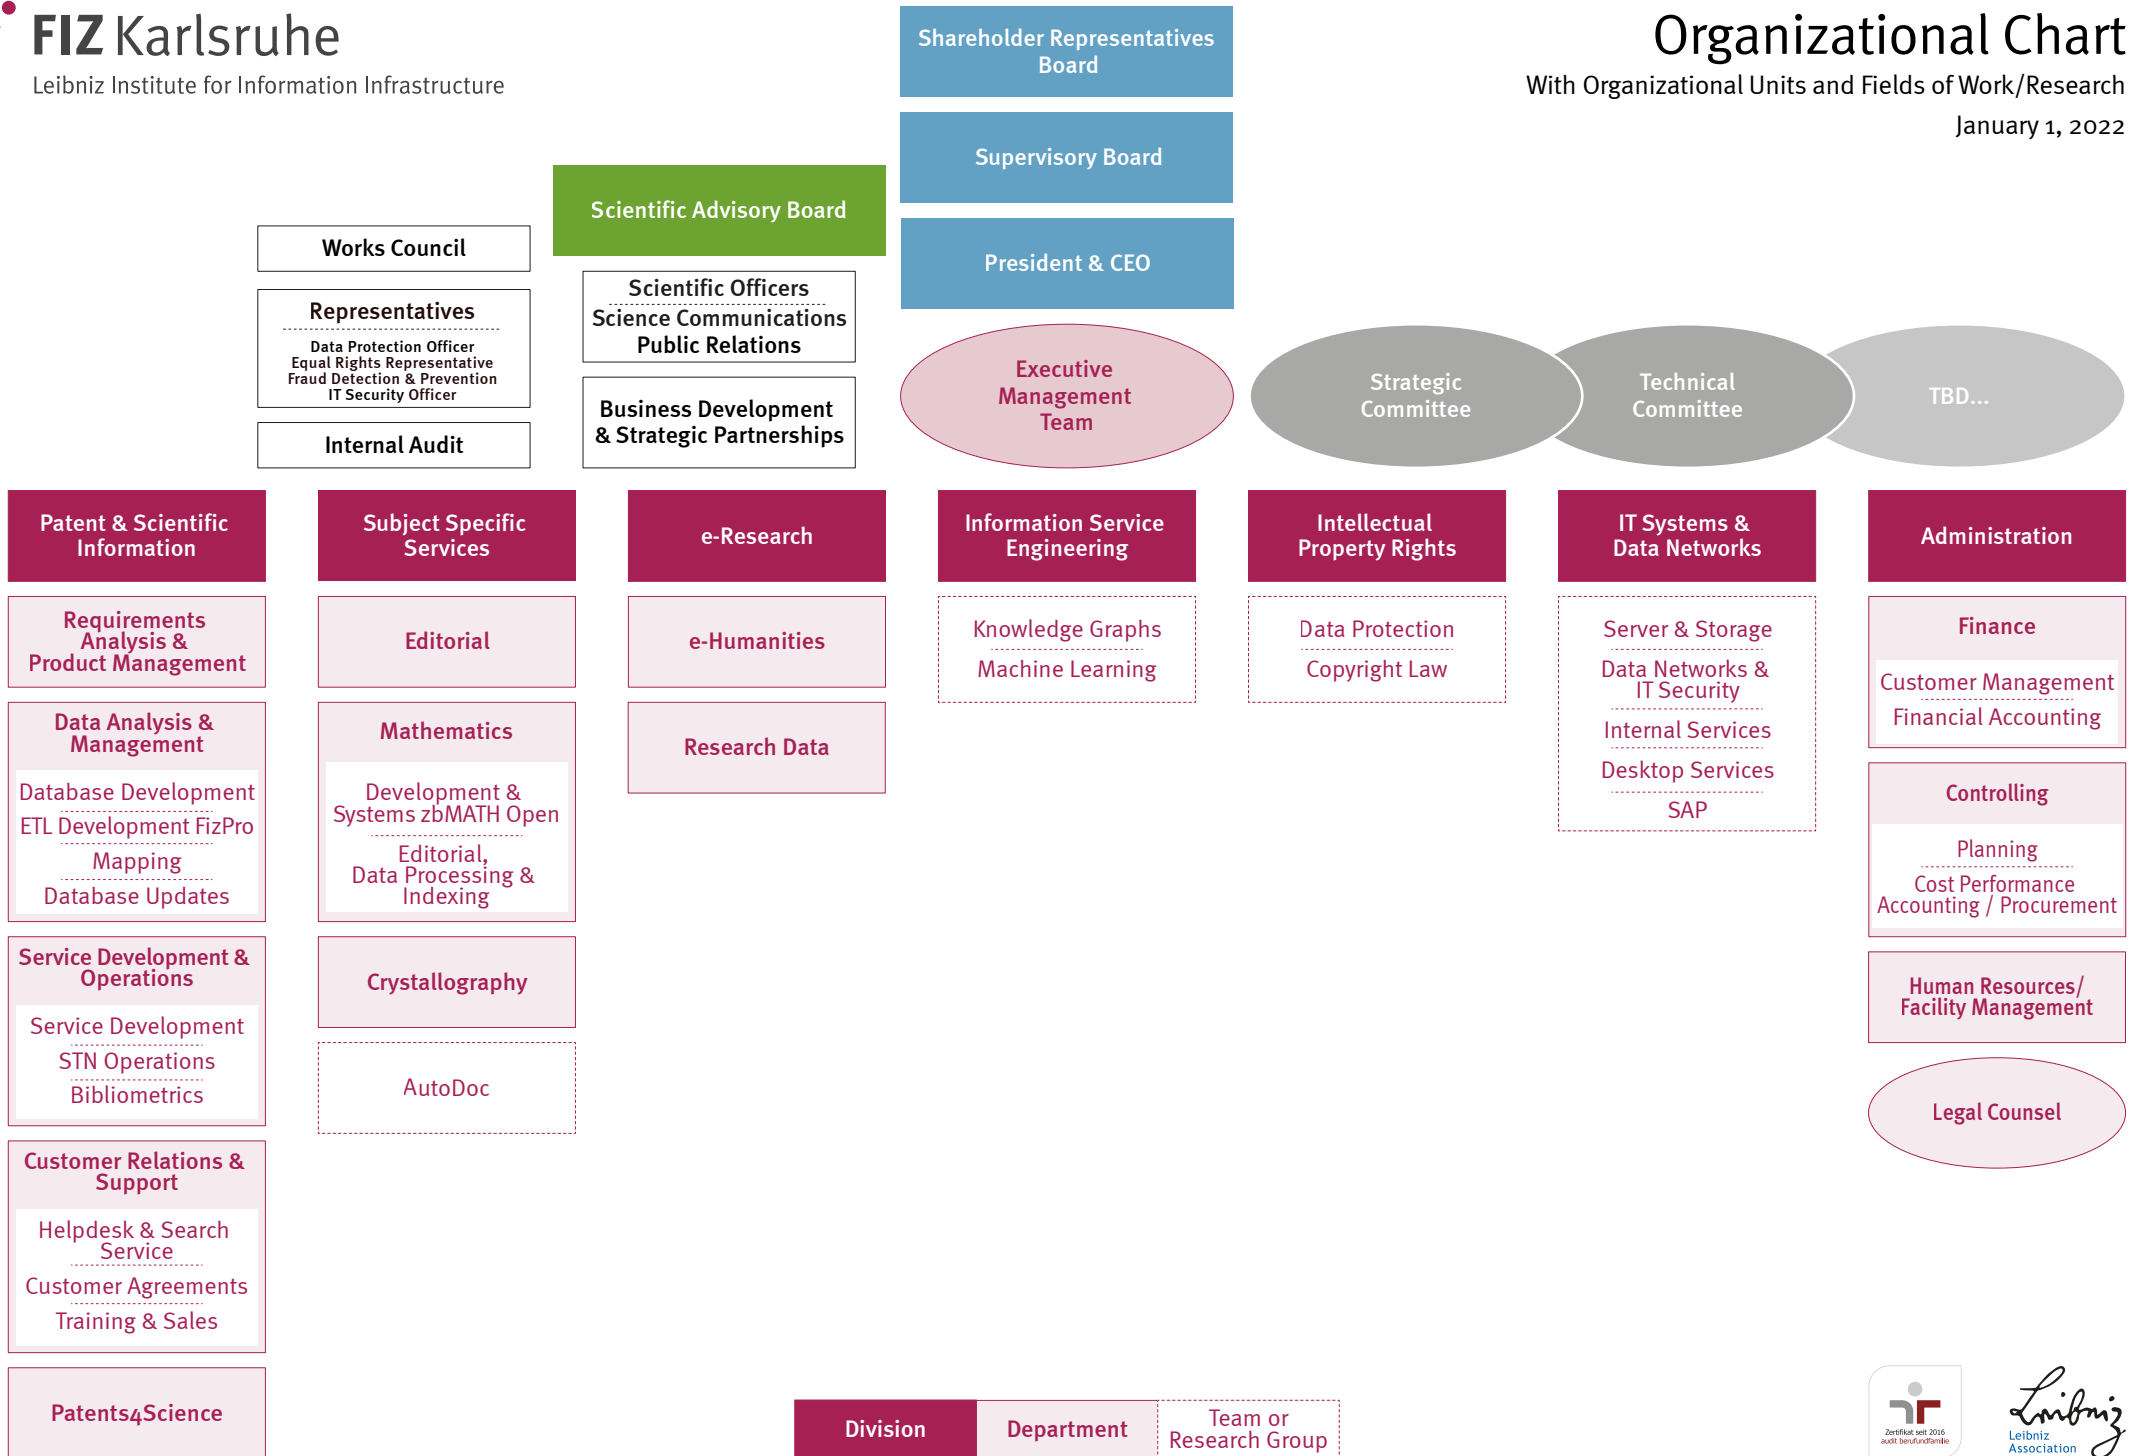 FIZ Karlsruhe
Leibniz Institute for Information Infrastructure
Organizational Chart
With Organizational Units and Fields of Work/Research
January 1, 2022
Shareholder Representatives
Board
Supervisory Board
President & CEO
Scientific Advisory Board
Works Council
Representatives
Data Protection Officer
Equal Rights Representative
Fraud Detection & Prevention
IT Security Officer
Internal Audit
Scientific Officers
Science Communications
Public Relations
Business Development
& Strategic Partnerships
Executive
Management
Team
Strategic
Committee
Technical
Committee
TBD...
Patent & Scientific
Information
Requirements
Analysis &
Product Management
Data Analysis &
Management
Database Development
ETL Development FizPro
Mapping
Database Updates
Service Development &
Operations
Service Development
STN Operations
Bibliometrics
Customer Relations &
Support
Helpdesk & Search
Service
Customer Agreements
Training & Sales
Patents4Science
Subject Specific
Services
Editorial
Mathematics
Development &
Systems zbMATH Open
Editorial,
Data Processing &
Indexing
Crystallography
AutoDoc
e-Research
e-Humanities
Research Data
Information Service
Engineering
Knowledge Graphs
Machine Learning
Intellectual
Property Rights
Data Protection
Copyright Law
IT Systems &
Data Networks
Server & Storage
Data Networks &
IT Security
Internal Services
Desktop Services
SAP
Administration
Finance
Customer Management
Financial Accounting
Controlling
Planning
Cost Performance
Accounting / Procurement
Human Resources/
Facility Management
Legal Counsel
Division
Department
Team or
Research Group
Zertifikat seit 2016
audit berufundfamilie
Leibniz
Leibniz
Association